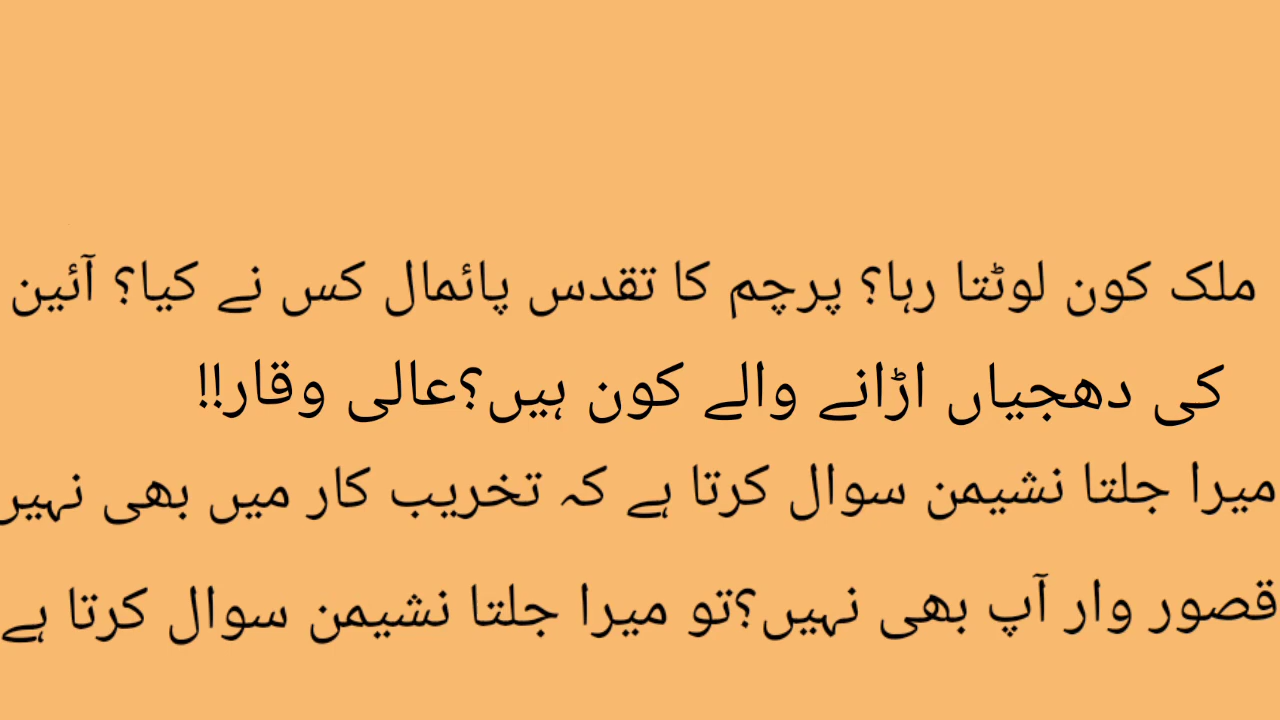 ملک کون لوٹتا رہا؟ پرچم کا تقدس پائمال کس نے کیا؟ آئین
کی دھجیاں اڑانے والے کون ہیں؟عالی وقار!!
میرا جلتا نشیمن سوال کرتا ہے کہ تخریب کار میں بھی نہیں
قصور وار آپ بھی نہیں؟تو میرا جلتا نشیمن سوال کرتا ہے